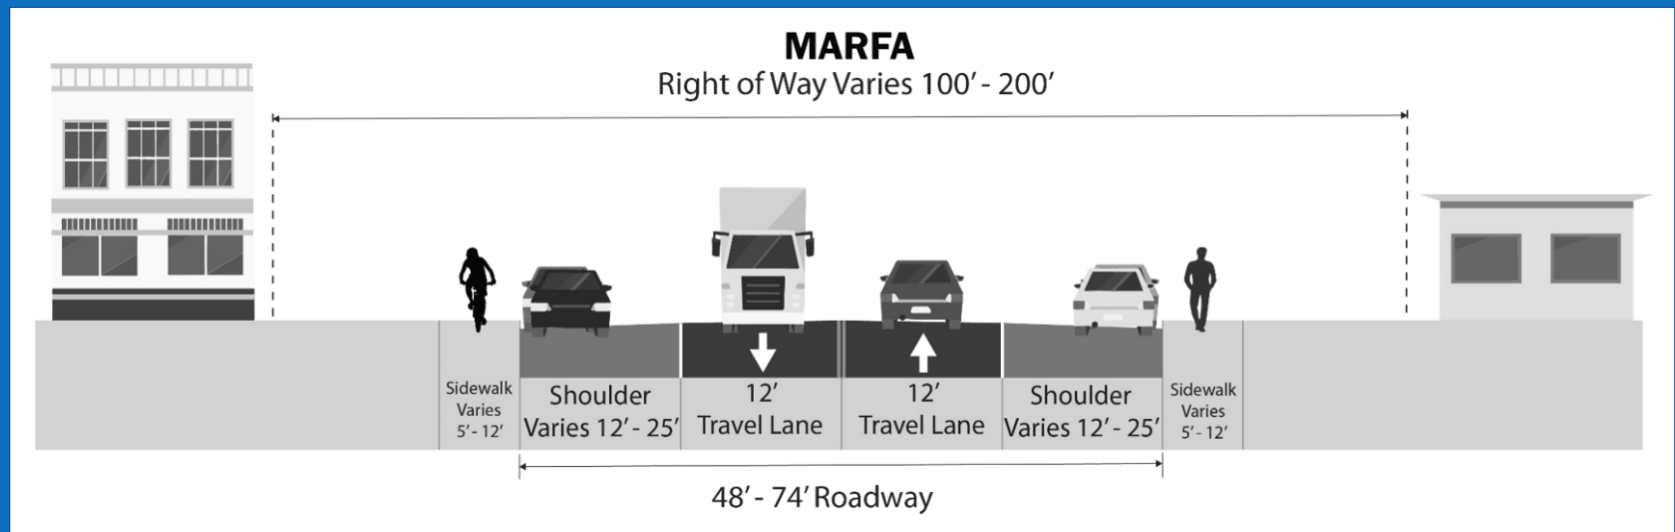 MARFA
Right of Way Varies 100’ - 200’
Sidewalk
Varies
5’ - 12’
Shoulder
Varies 12’ - 25’
12’
Travel Lane
12’
Travel Lane
Shoulder
Varies 12’ - 25’
Sidewalk
Varies
5’ - 12’
48’ - 74’ Roadway